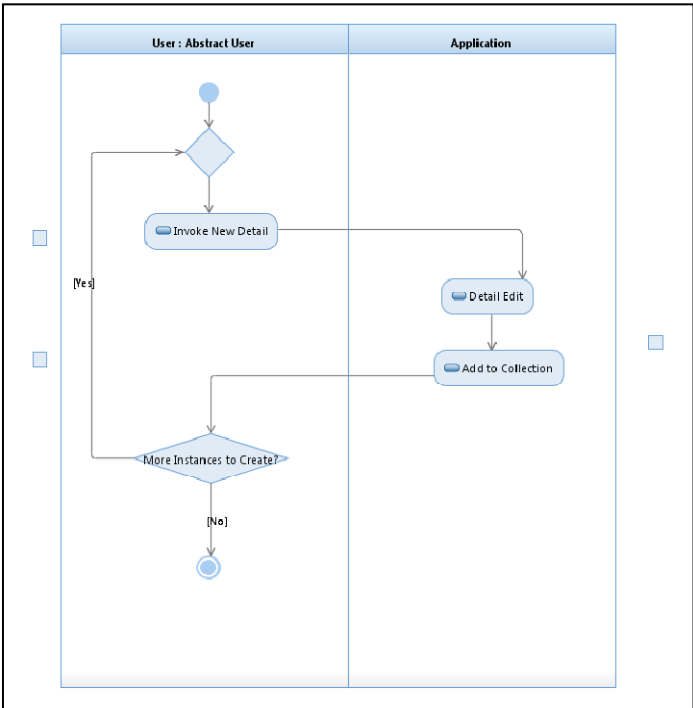 User : Abstract User
Application
Invoke New Detail
[Yes]
Detail Edit
Add to Collection
More Instances to Create?
[No]